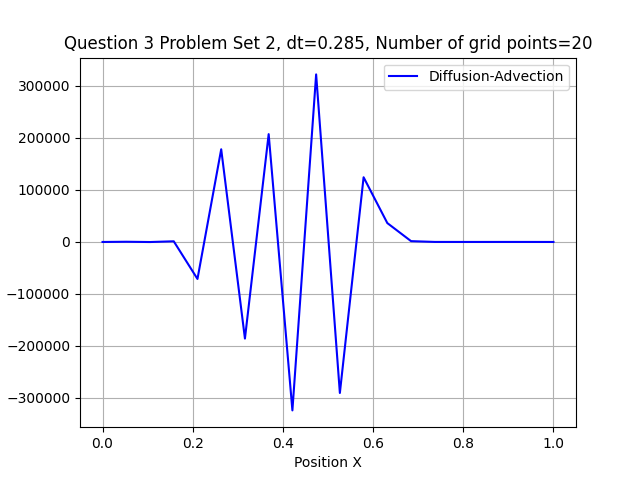 Question 3 Problem Set 2, dt=0.285, Number of grid points=20
Diffusion-Advection
300000
200000
100000
0
−100000
−200000
−300000
0.0 0.2 0.4 0.6 0.8 1.0
Position X